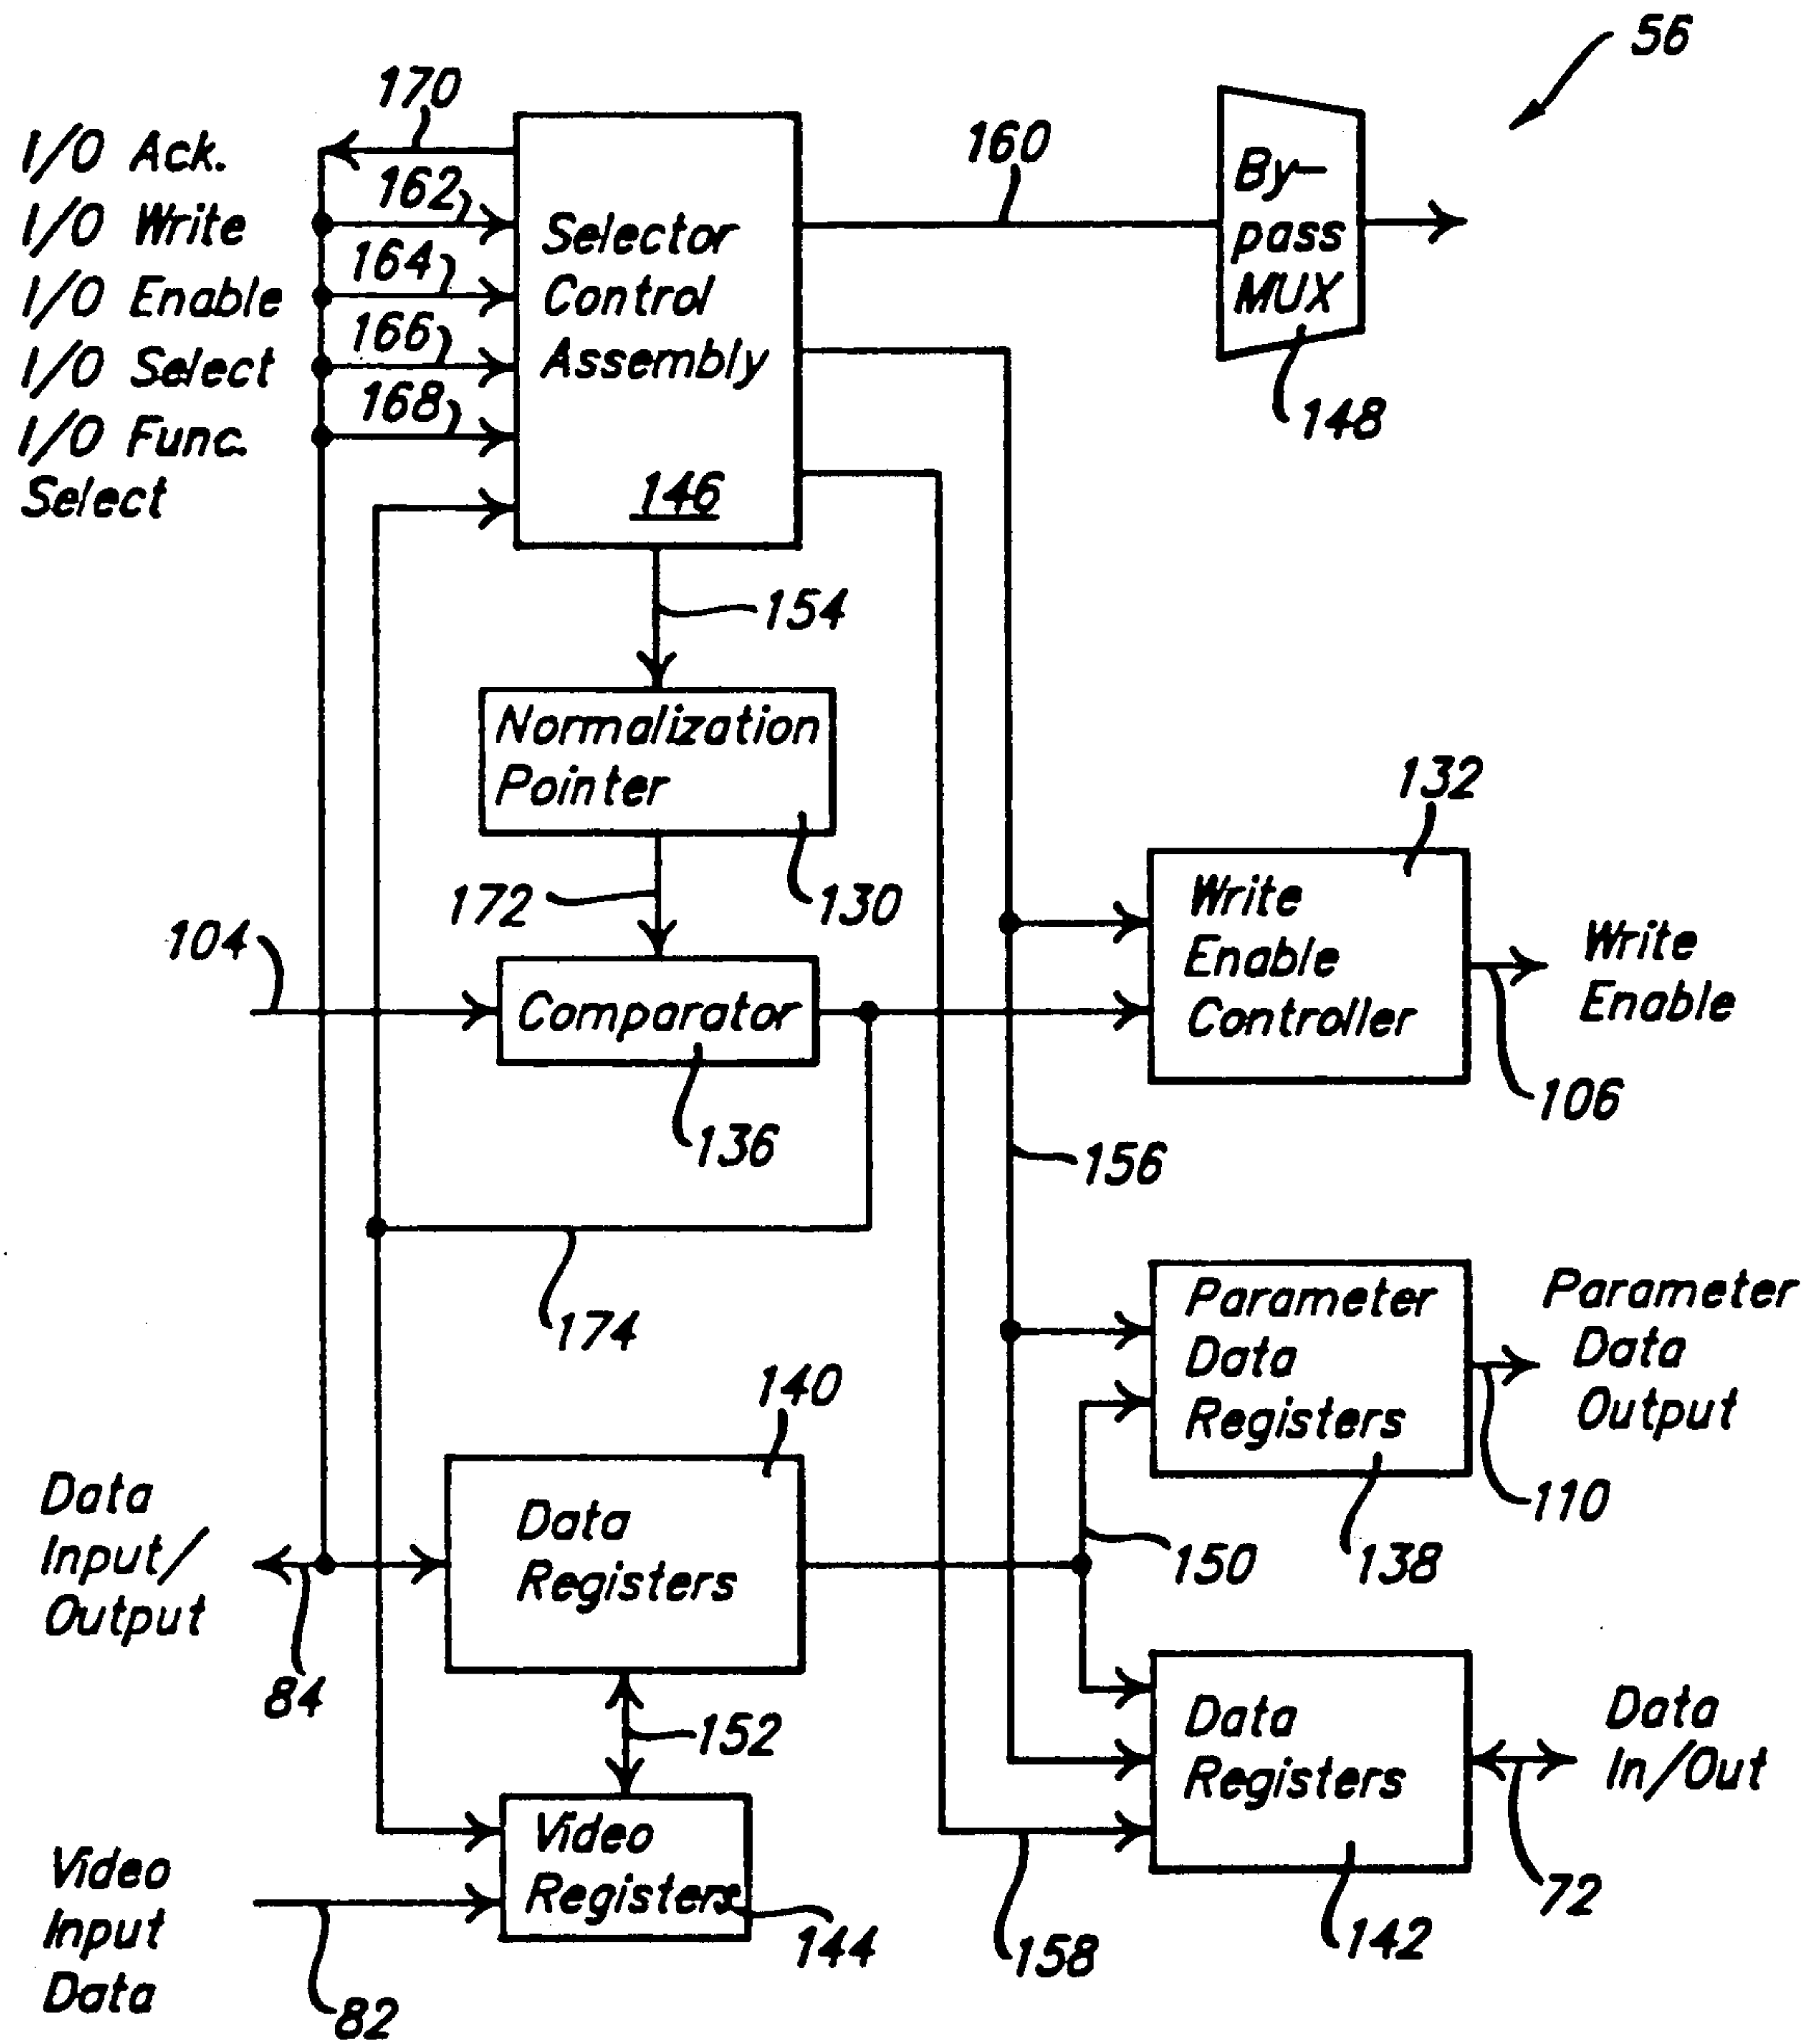 56
170
I/O Ack.
162
I/O Write
164
I/O Enable
166
I/O Select
168
I/O Func.
Select
Selector
Control
Assembly
146
160
By-
pass
MUX
148
154
Normalization
Pointer
130
172
104
Comparator
136
132
Write
Enable
Controller
Write
Enable
106
156
174
140
Data
Registers
Data
Input/
Output
84
152
Parameter
Data
Registers
138
Parameter
Data
Output
110
150
Data
Registers
142
Data
In/Out
72
158
Video
Registers
144
Video
Input
Data
82